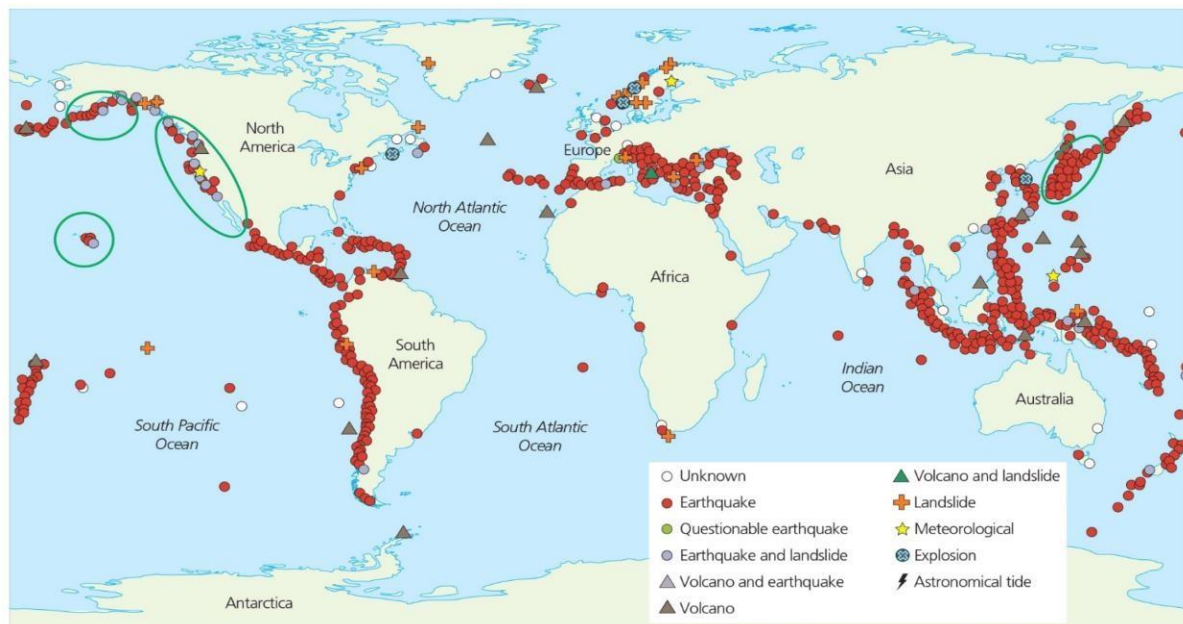 North
America
Europe
Asia
North Atlantic
Ocean
Africa
South
America
Indian
Ocean
Australia
South Pacific
Ocean
South Atlantic
Ocean
Antarctica
Unknown
Earthquake
Questionable earthquake
Earthquake and landslide
Volcano and earthquake
Volcano
Volcano and landslide
Landslide
Meteorological
Explosion
Astronomical tide